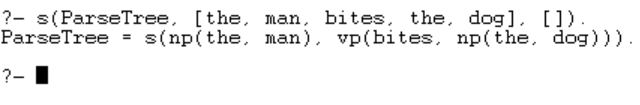 ?- s(ParseTree, [the, man, bites, the, dog], []).
ParseTree = s(np(the, man), vp(bites, np(the, dog))).
?-